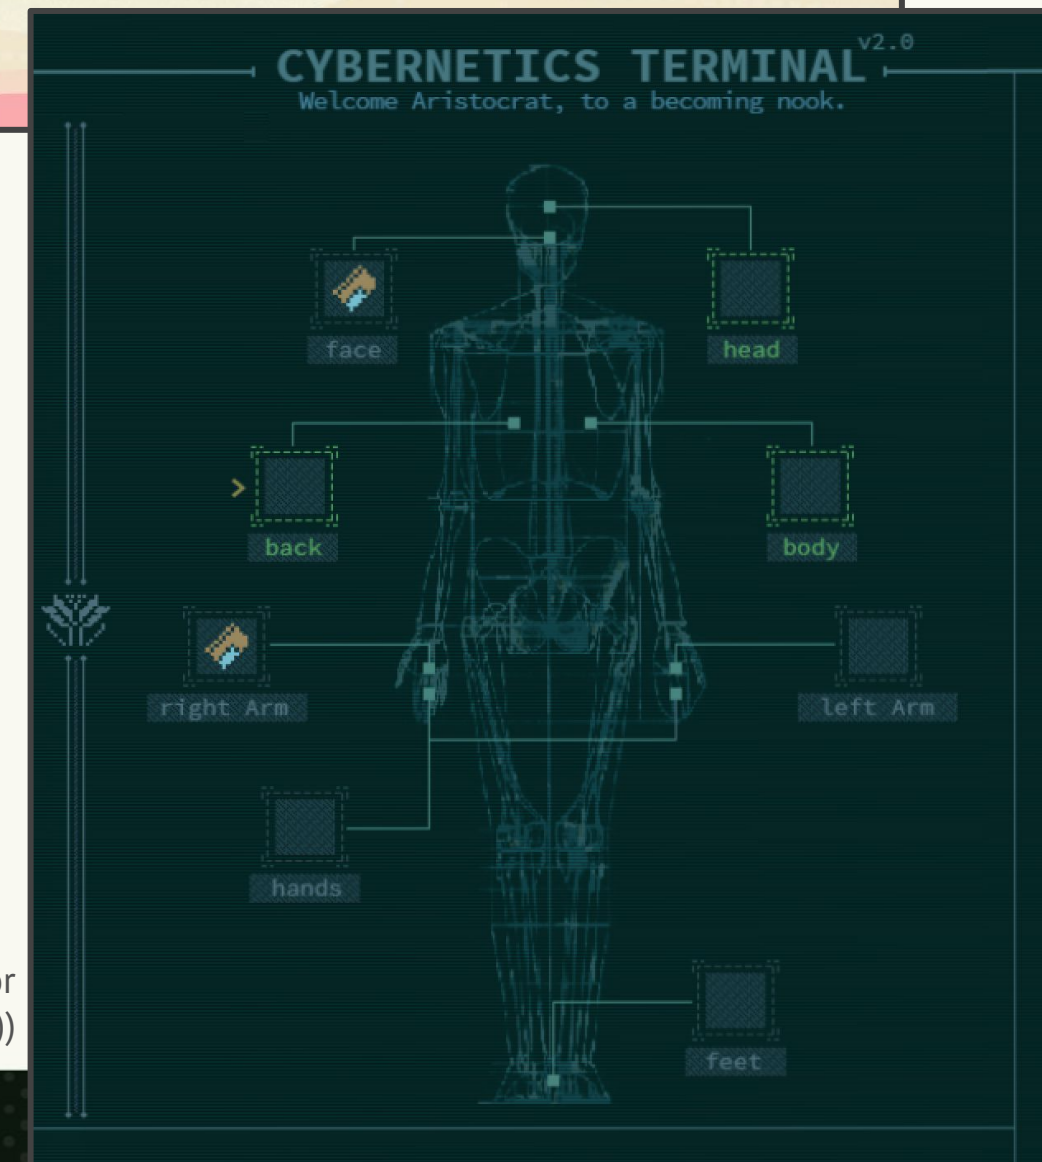 v2.0
CYBERNETICS TERMINAL
Welcome Aristocrat, to a becoming nook.
face
head
> back
body
right Arm
left Arm
hands
or
))
feet